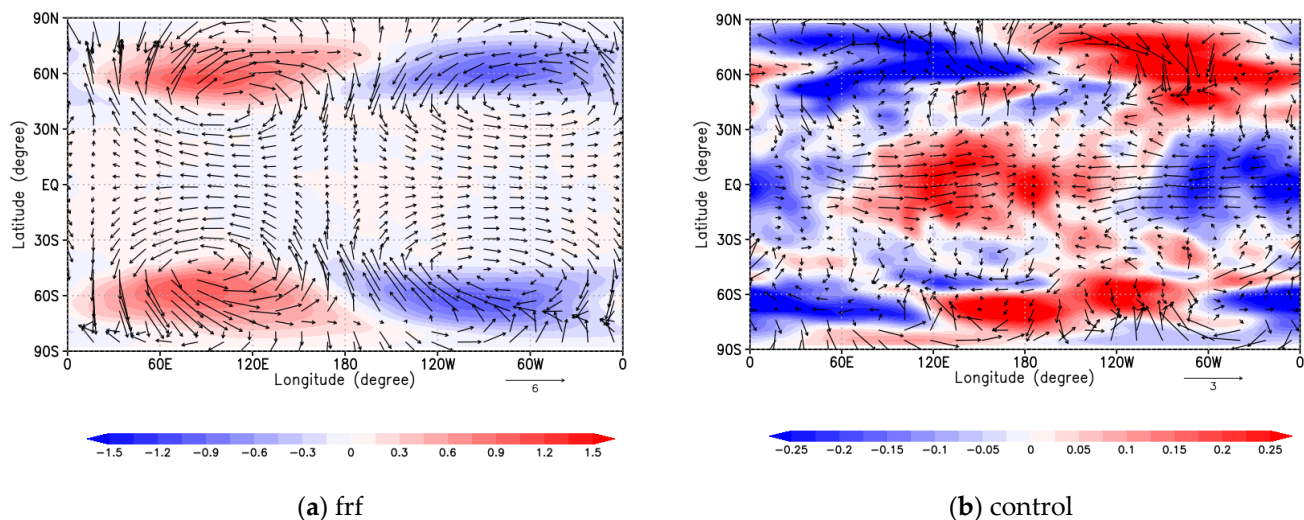 90N
60N
30N
EQ
30S
60S
90S
Latitude (degree)
0 60E 120E 180 120W 60W 0
Longitude (degree)
6
−1.5 −1.2 −0.9 −0.6 −0.3 0 0.3 0.6 0.9 1.2 1.5
(a) frf
90N
60N
30N
EQ
30S
60S
90S
Latitude (degree)
0 60E 120E 180 120W 60W 0
Longitude (degree)
3
−0.25 −0.2 −0.15 −0.1 −0.05 0 0.05 0.1 0.15 0.2 0.25
(b) control